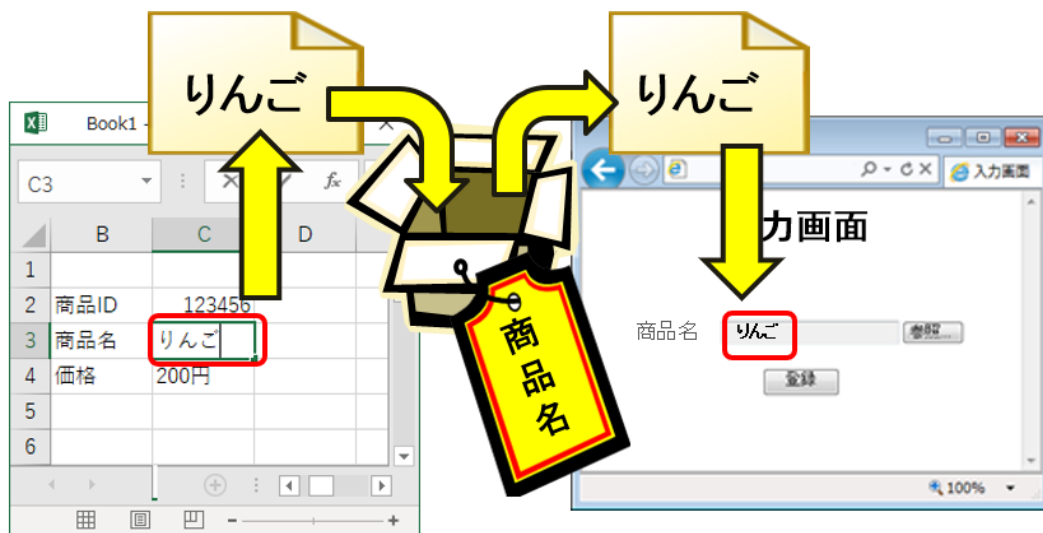 りんご
りんご
Book1 -
C3
fx
B C D
1
2 商品ID 123456
3 商品名 りんご
4 価格 200円
5
6
商品名
入力画面
力画面
商品名 りんご 参照...
登録
100%